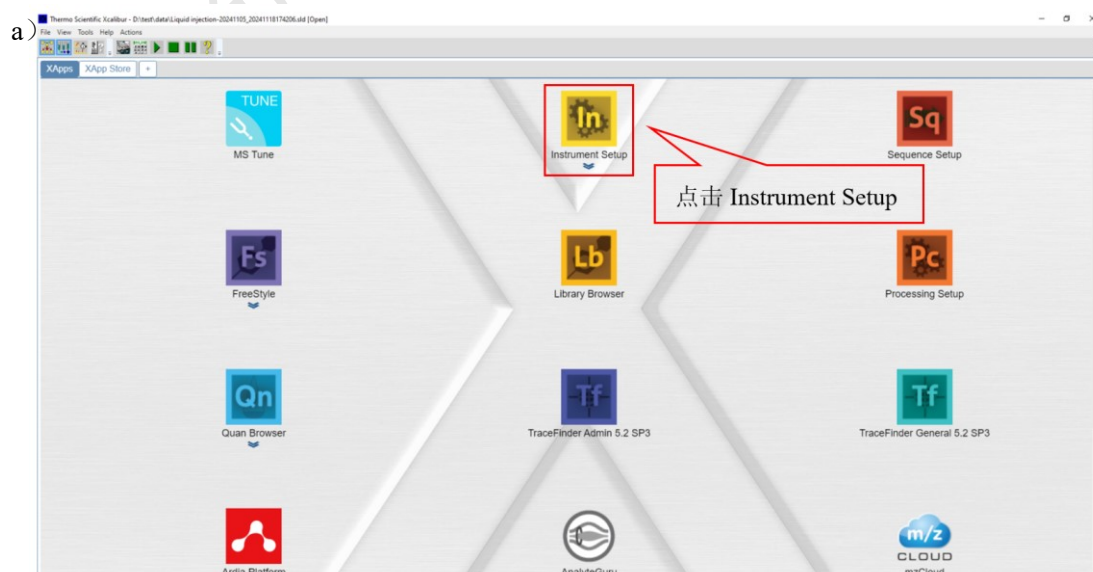 a)
Thermo Scientific Xcalibur - D:\test\data\Liquid injection-20241105_20241118174206.sld [Open]
File View Tools Help Actions
XApps XApp Store +
TUNE
MS Tune
In
Instrument Setup
Sq
Sequence Setup
点击 Instrument Setup
Fs
FreeStyle
Lb
Library Browser
Pc
Processing Setup
Qn
Quan Browser
Tf
TraceFinder Admin 5.2 SP3
Tf
TraceFinder General 5.2 SP3
Ardia Platform
AnalyteGuru
m/z
CLOUD
mzCloud